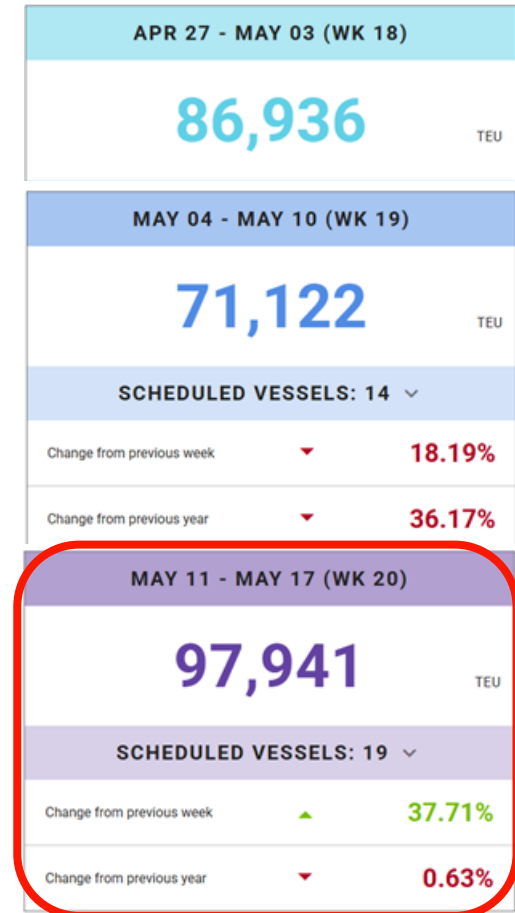 APR 27 - MAY 03 (WK 18)
86,936 TEU
MAY 04 - MAY 10 (WK 19)
71,122 TEU
SCHEDULED VESSELS: 14
Change from previous week 18.19%
Change from previous year 36.17%
MAY 11 - MAY 17 (WK 20)
97,941 TEU
SCHEDULED VESSELS: 19
Change from previous week 37.71%
Change from previous year 0.63%